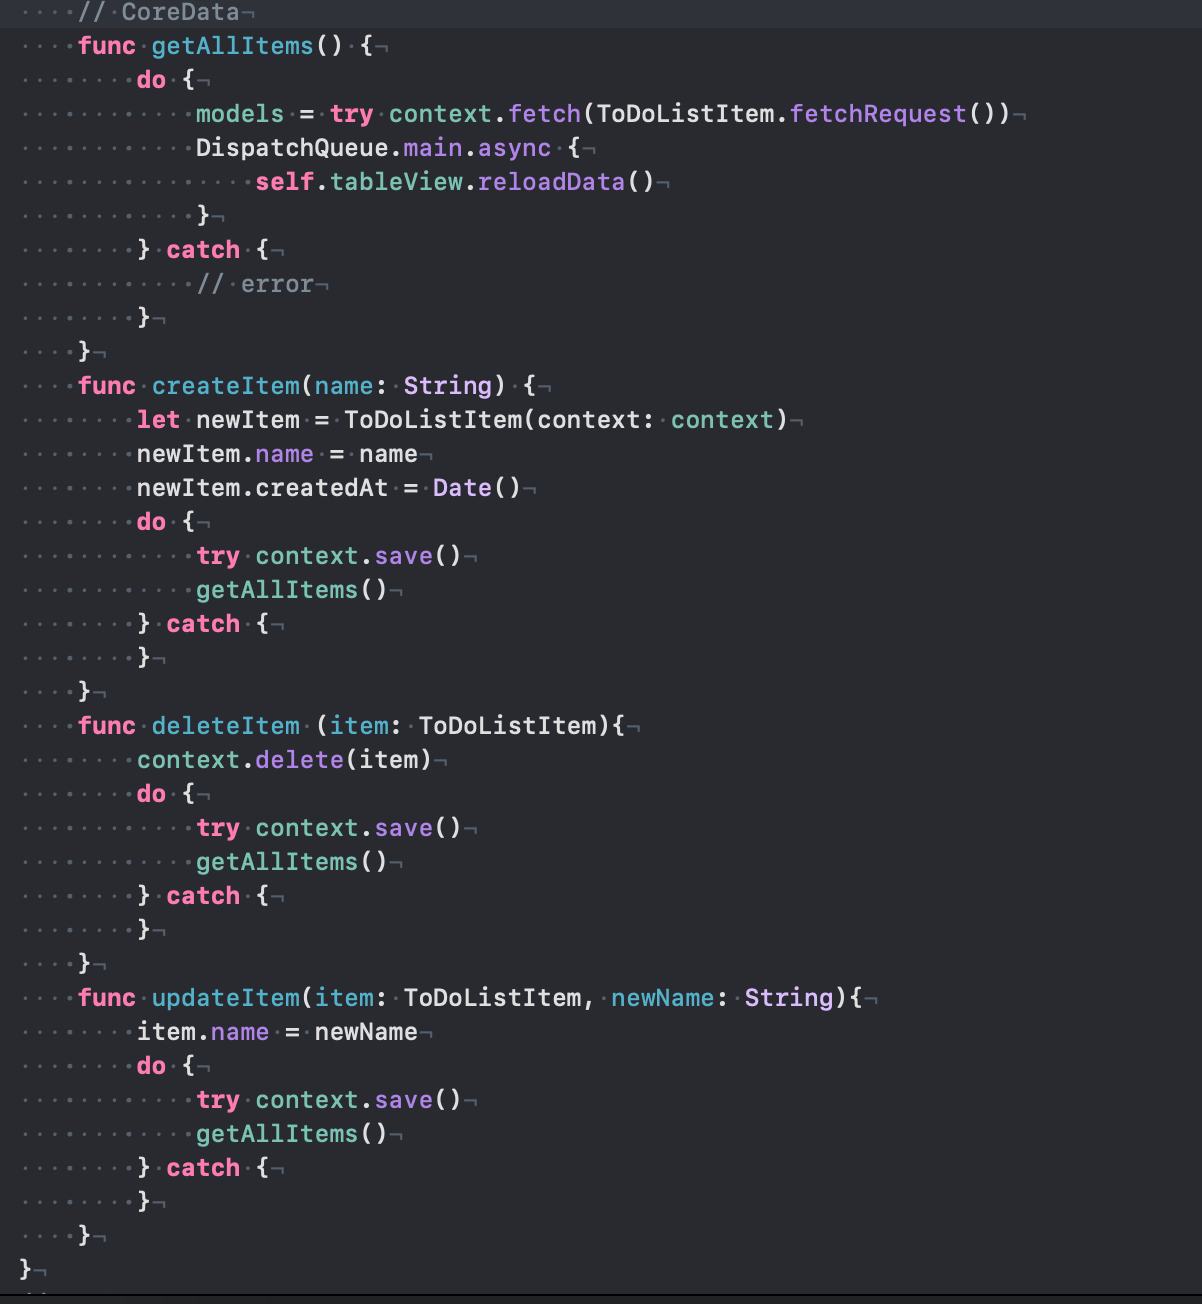 // CoreData
func getAllItems() {
do {
models = try context.fetch(ToDoListItem.fetchRequest())
DispatchQueue.main.async {
self.tableView.reloadData()
}
} catch {
// error
}
}
func createItem(name: String) {
let newItem = ToDoListItem(context: context)
newItem.name = name
newItem.createdAt = Date()
do {
try context.save()
getAllItems()
} catch {
}
}
func deleteItem (item: ToDoListItem){
context.delete(item)
do {
try context.save()
getAllItems()
} catch {
}
}
func updateItem(item: ToDoListItem, newName: String){
item.name = newName
do {
try context.save()
getAllItems()
} catch {
}
}
}